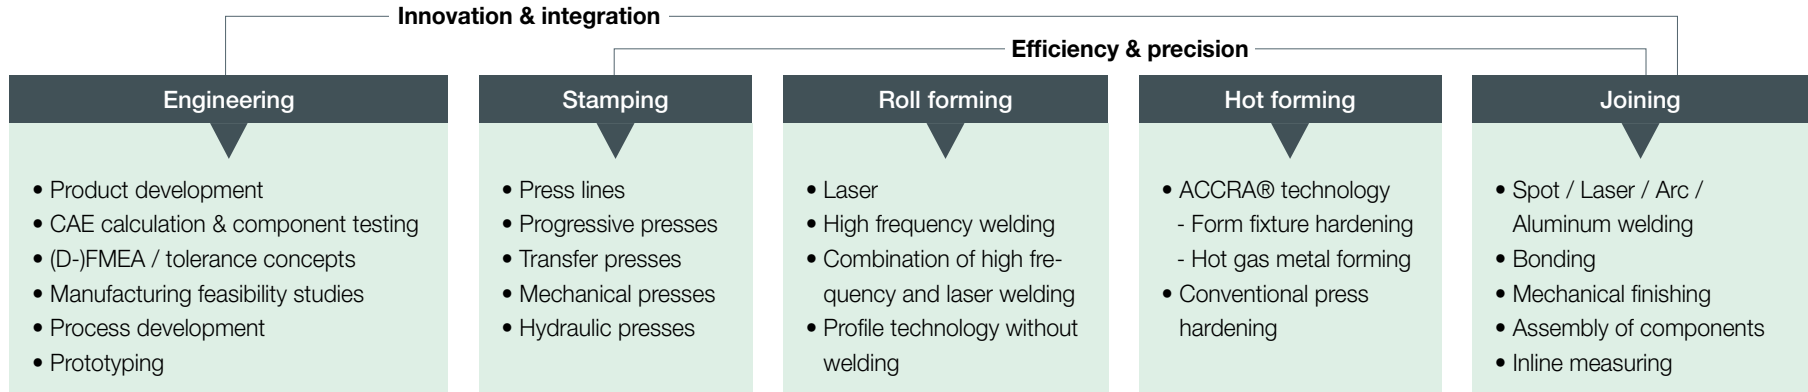 Innovation & integration
Efficiency & precision
Engineering
• Product development
• CAE calculation & component testing
• (D-)FMEA / tolerance concepts
• Manufacturing feasibility studies
• Process development
• Prototyping
Stamping
• Press lines
• Progressive presses
• Transfer presses
• Mechanical presses
• Hydraulic presses
Roll forming
• Laser
• High frequency welding
• Combination of high fre-
quency and laser welding
• Profile technology without
welding
Hot forming
• ACCRA® technology
- Form fixture hardening
- Hot gas metal forming
• Conventional press
hardening
Joining
• Spot / Laser / Arc /
Aluminum welding
• Bonding
• Mechanical finishing
• Assembly of components
• Inline measuring